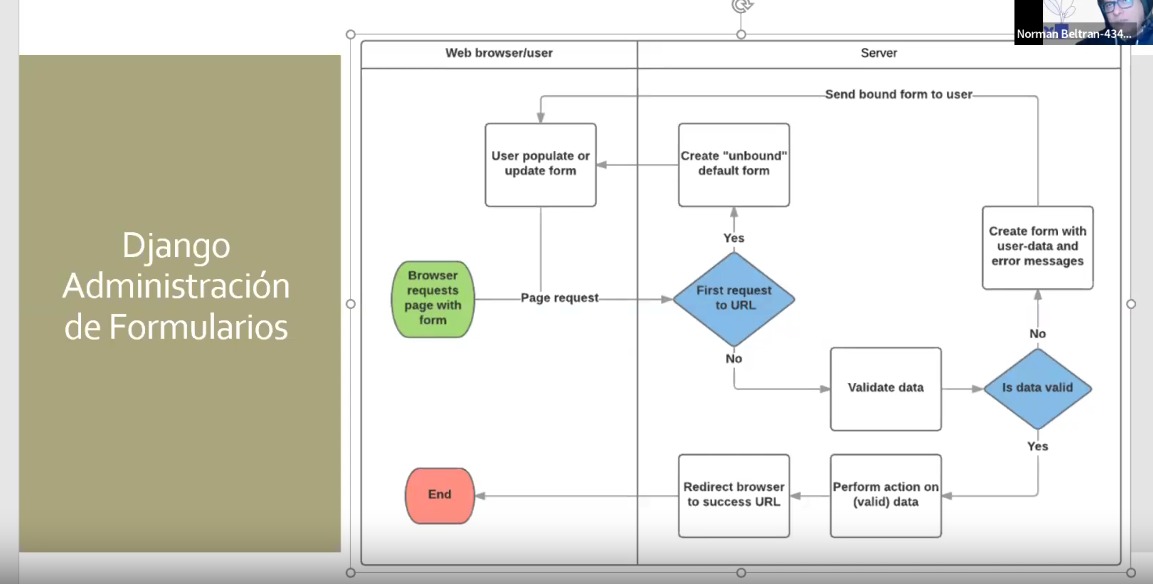 Norman Beltran-434...
Django
Administración
de Formularios
Web browser/user
Server
Send bound form to user
User populate or
update form
Create "unbound"
default form
Create form with
user-data and
error messages
Yes
Browser
requests
page with
form
Page request
First request
to URL
No
No
Validate data
Is data valid
Yes
End
Redirect browser
to success URL
Perform action on
(valid) data